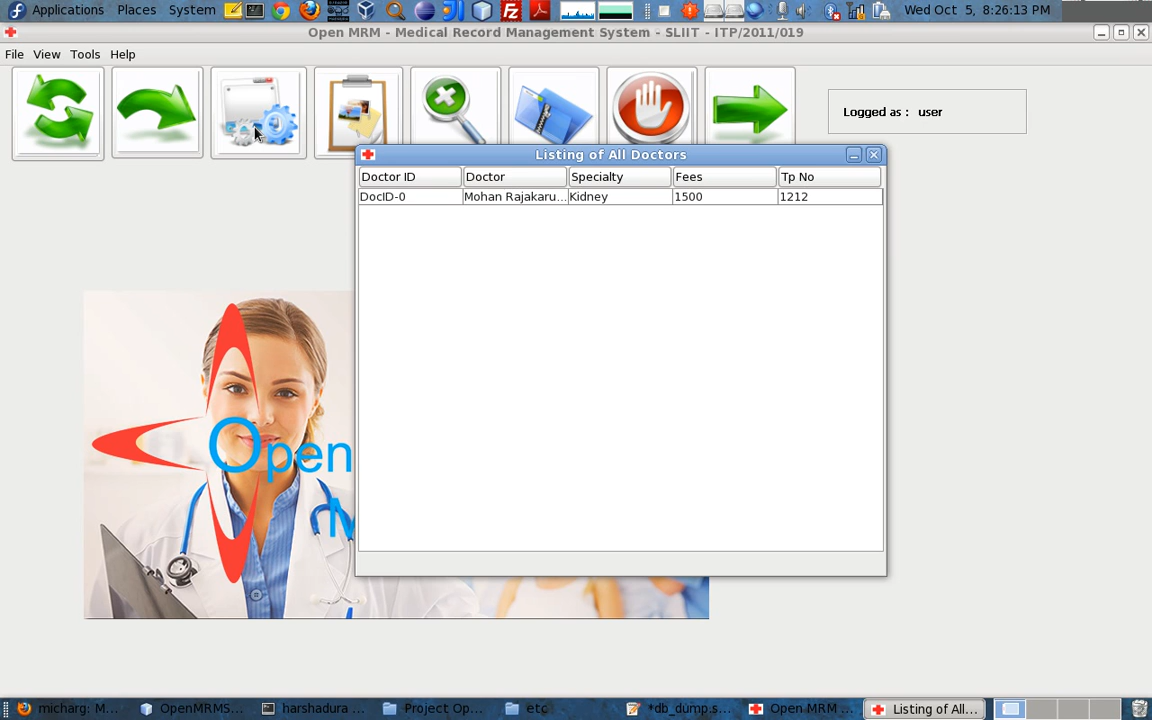 Applications Places System Wed Oct 5, 8:26:13 PM
Open MRM - Medical Record Management System - SLIIT - ITP/2011/019
File View Tools Help
Logged as : user
Listing of All Doctors
Doctor ID Doctor Specialty Fees Tp No
DocID-0 Mohan Rajakaru... Kidney 1500 1212
Open
M
micharg: M... OpenMRMS... harshadura ... Project Op... etc *db_dump.s... Open MRM ... Listing of All...